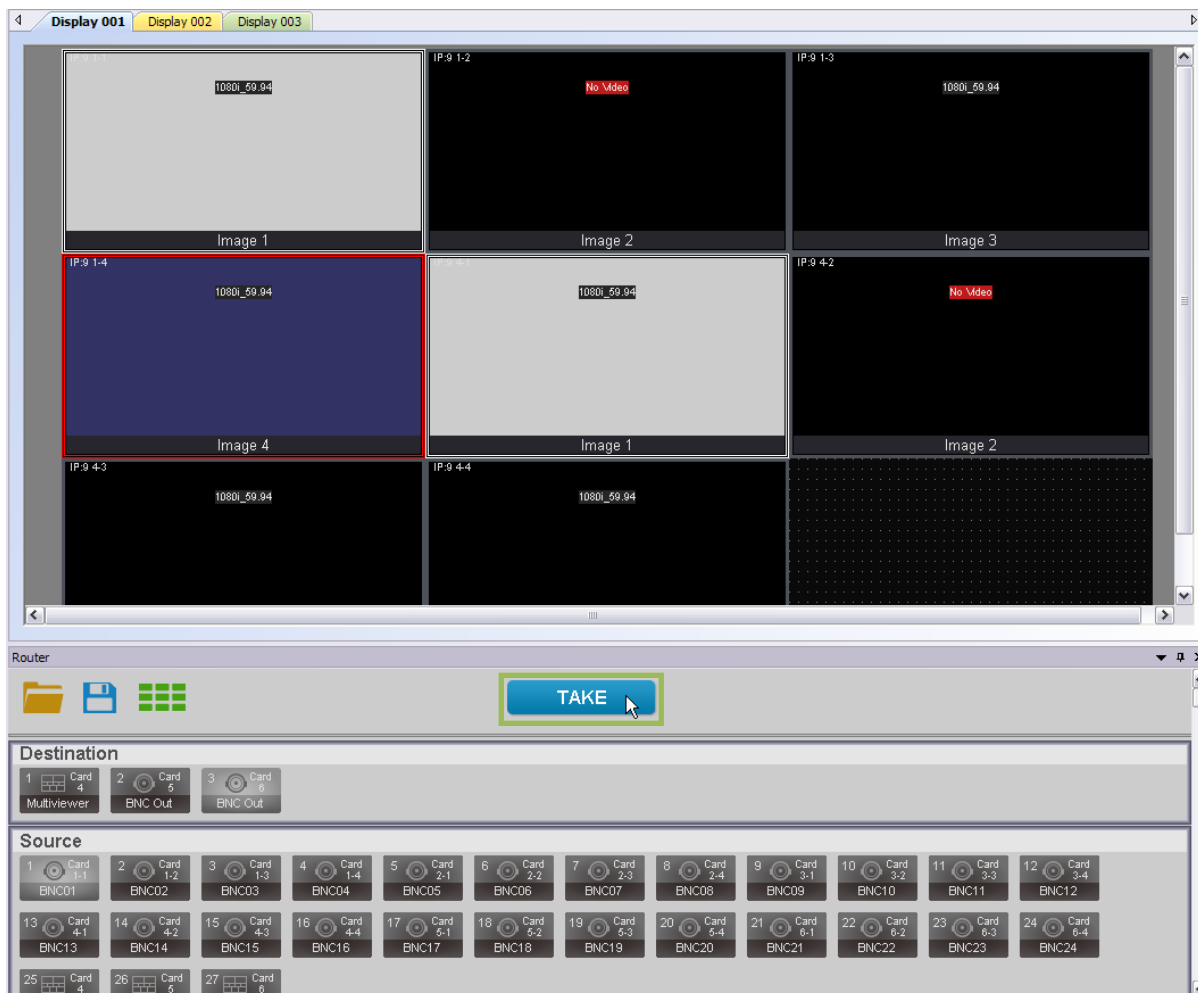 Display 001 Display 002 Display 003
IP:9 1-1 IP:9 1-2 IP:9 1-3
1080i_59.94 No Video 1080i_59.94
Image 1 Image 2 Image 3
IP:9 1-4 IP:9 4-1 IP:9 4-2
1080i_59.94 1080i_59.94 No Video
Image 4 Image 1 Image 2
IP:9 4-3 IP:9 4-4
1080i_59.94 1080i_59.94
Router
TAKE
Destination
1 Card 4 2 Card 5 3 Card 6
Multiviewer BNC Out BNC Out
Source
1 Card 1-1 2 Card 1-2 3 Card 1-3 4 Card 1-4 5 Card 2-1 6 Card 2-2 7 Card 2-3 8 Card 2-4 9 Card 3-1 10 Card 3-2 11 Card 3-3 12 Card 3-4
BNC01 BNC02 BNC03 BNC04 BNC05 BNC06 BNC07 BNC08 BNC09 BNC10 BNC11 BNC12
13 Card 4-1 14 Card 4-2 15 Card 4-3 16 Card 4-4 17 Card 5-1 18 Card 5-2 19 Card 5-3 20 Card 5-4 21 Card 6-1 22 Card 6-2 23 Card 6-3 24 Card 6-4
BNC13 BNC14 BNC15 BNC16 BNC17 BNC18 BNC19 BNC20 BNC21 BNC22 BNC23 BNC24
25 Card 4 26 Card 5 27 Card 6